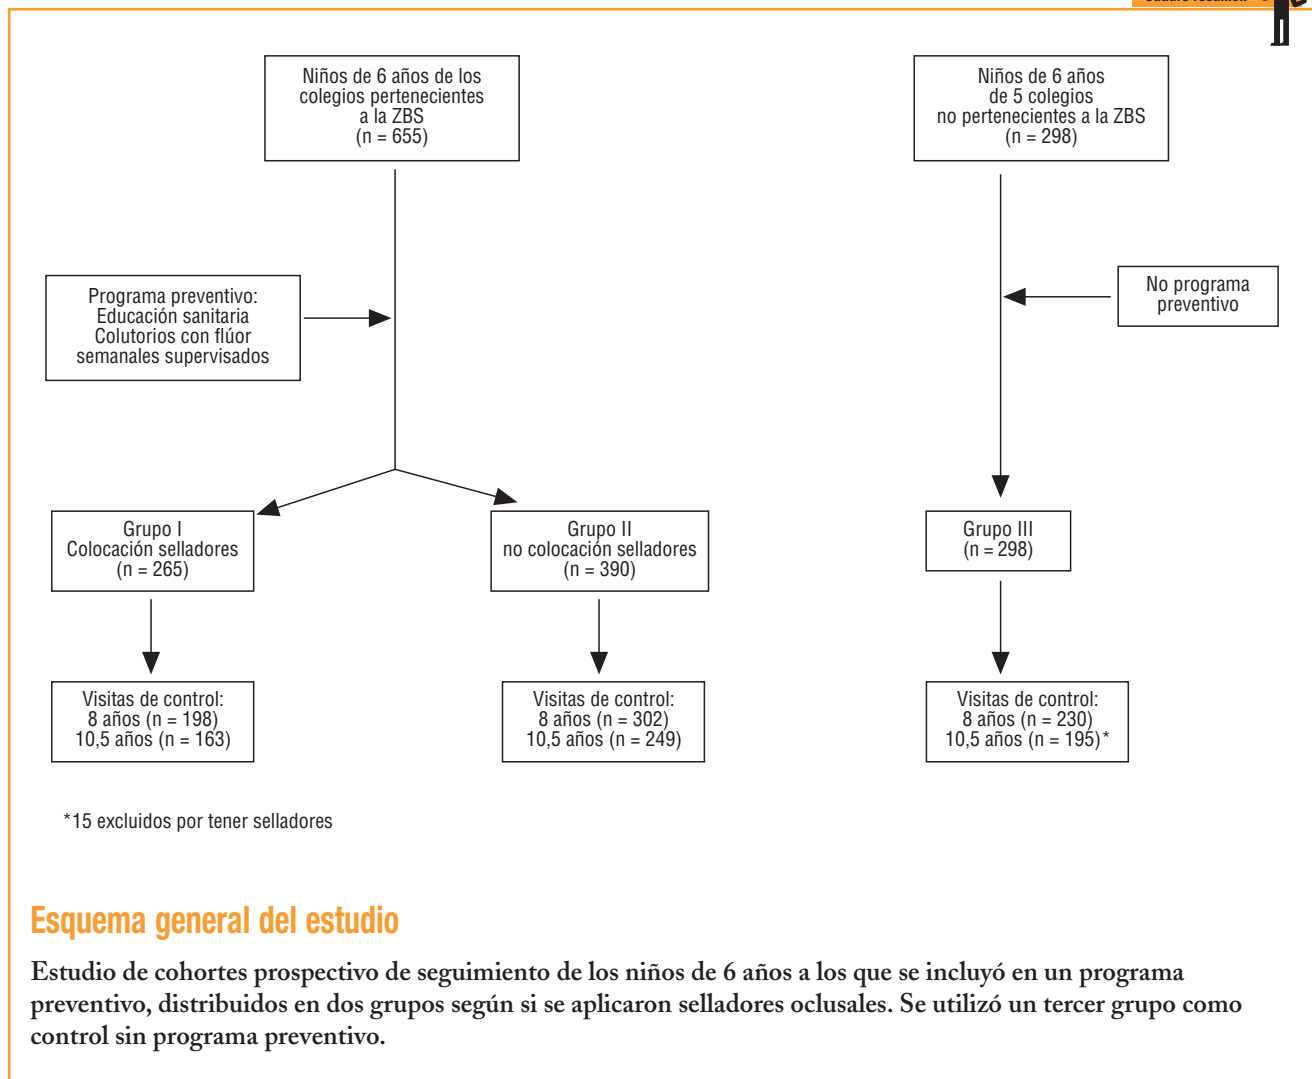 Niños de 6 años de los
colegios pertenecientes
a la ZBS
(n = 655)
Niños de 6 años
de 5 colegios
no pertenecientes a la ZBS
(n = 298)
Programa preventivo:
Educación sanitaria
Colutorios con flúor
semanales supervisados
No programa
preventivo
Grupo I
Colocación selladores
(n = 265)
Grupo II
no colocación selladores
(n = 390)
Grupo III
(n = 298)
Visitas de control:
8 años (n = 198)
10,5 años (n = 163)
Visitas de control:
8 años (n = 302)
10,5 años (n = 249)
Visitas de control:
8 años (n = 230)
10,5 años (n = 195)*
*15 excluidos por tener selladores
Esquema general del estudio
Estudio de cohortes prospectivo de seguimiento de los niños de 6 años a los que se incluyó en un programa
preventivo, distribuidos en dos grupos según si se aplicaron selladores oclusales. Se utilizó un tercer grupo como
control sin programa preventivo.